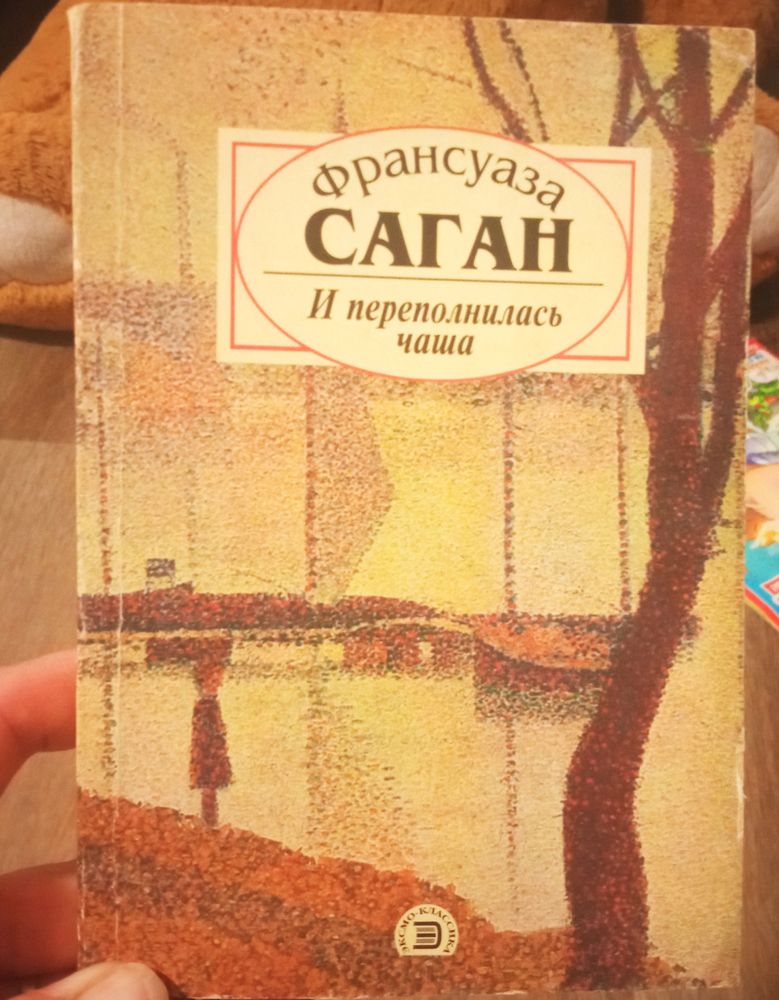 Франсуаза
САГАН
И переполнилась
чаша
ЭКСМО-КЛАССИКА
Э